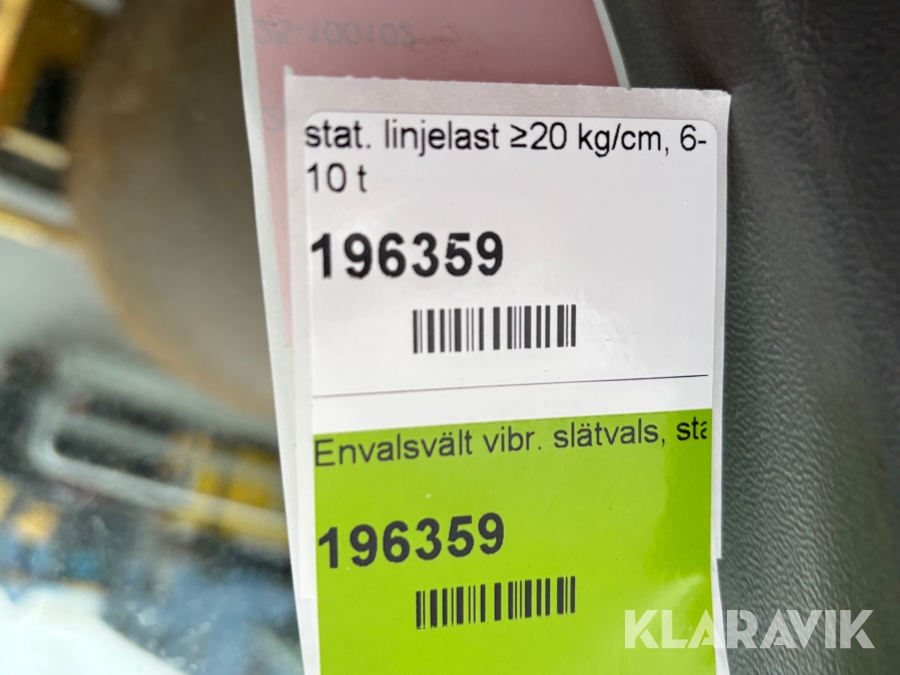 stat. linjelast ≥20 kg/cm, 6-
10 t
196359
Envalsvält vibr. slätvals, sta
196359
KLARAVIK